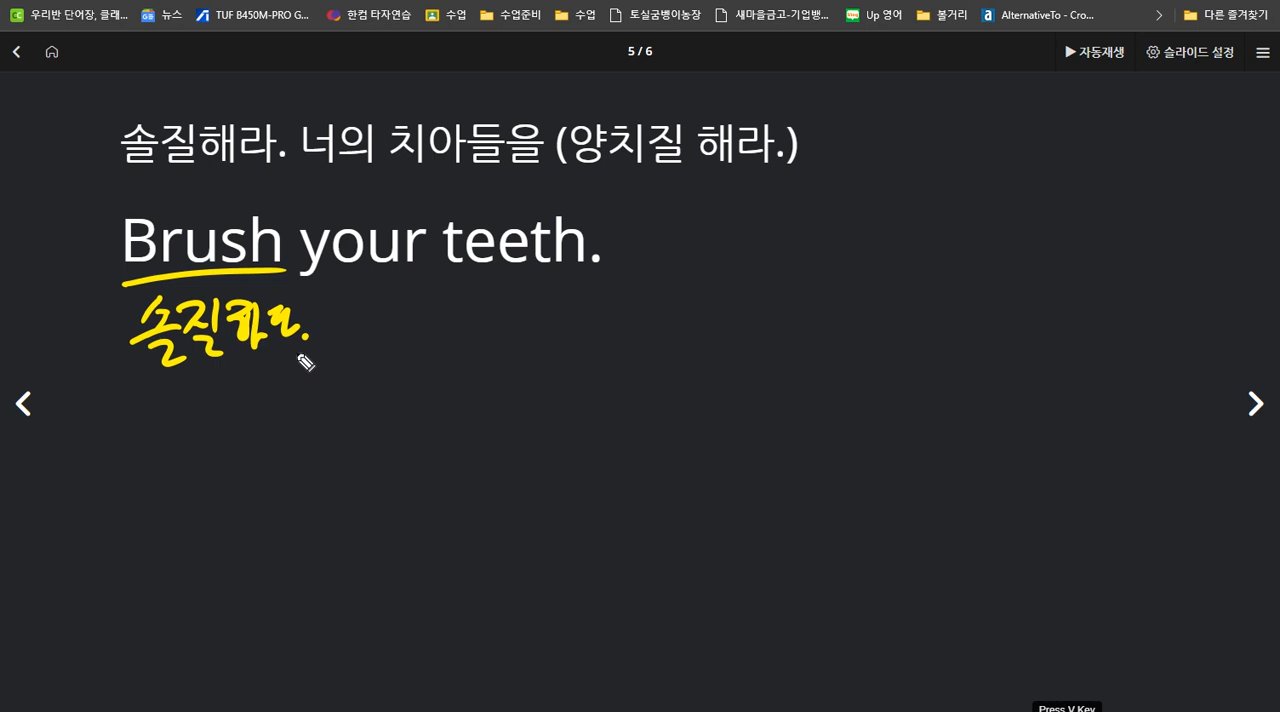 우리반 단어장, 클래... 뉴스 TUF B450M-PRO G... 한컴 타자연습 수업 수업준비 수업 토실굼벵이농장 새마을금고-기업뱅... Up 영어 볼거리 AlternativeTo - Cro... 다른 즐겨찾기
5 / 6 자동재생 슬라이드 설정
솔질해라. 너의 치아들을 (양치질 해라.)
Brush your teeth.
솔질해라.
Press V Key